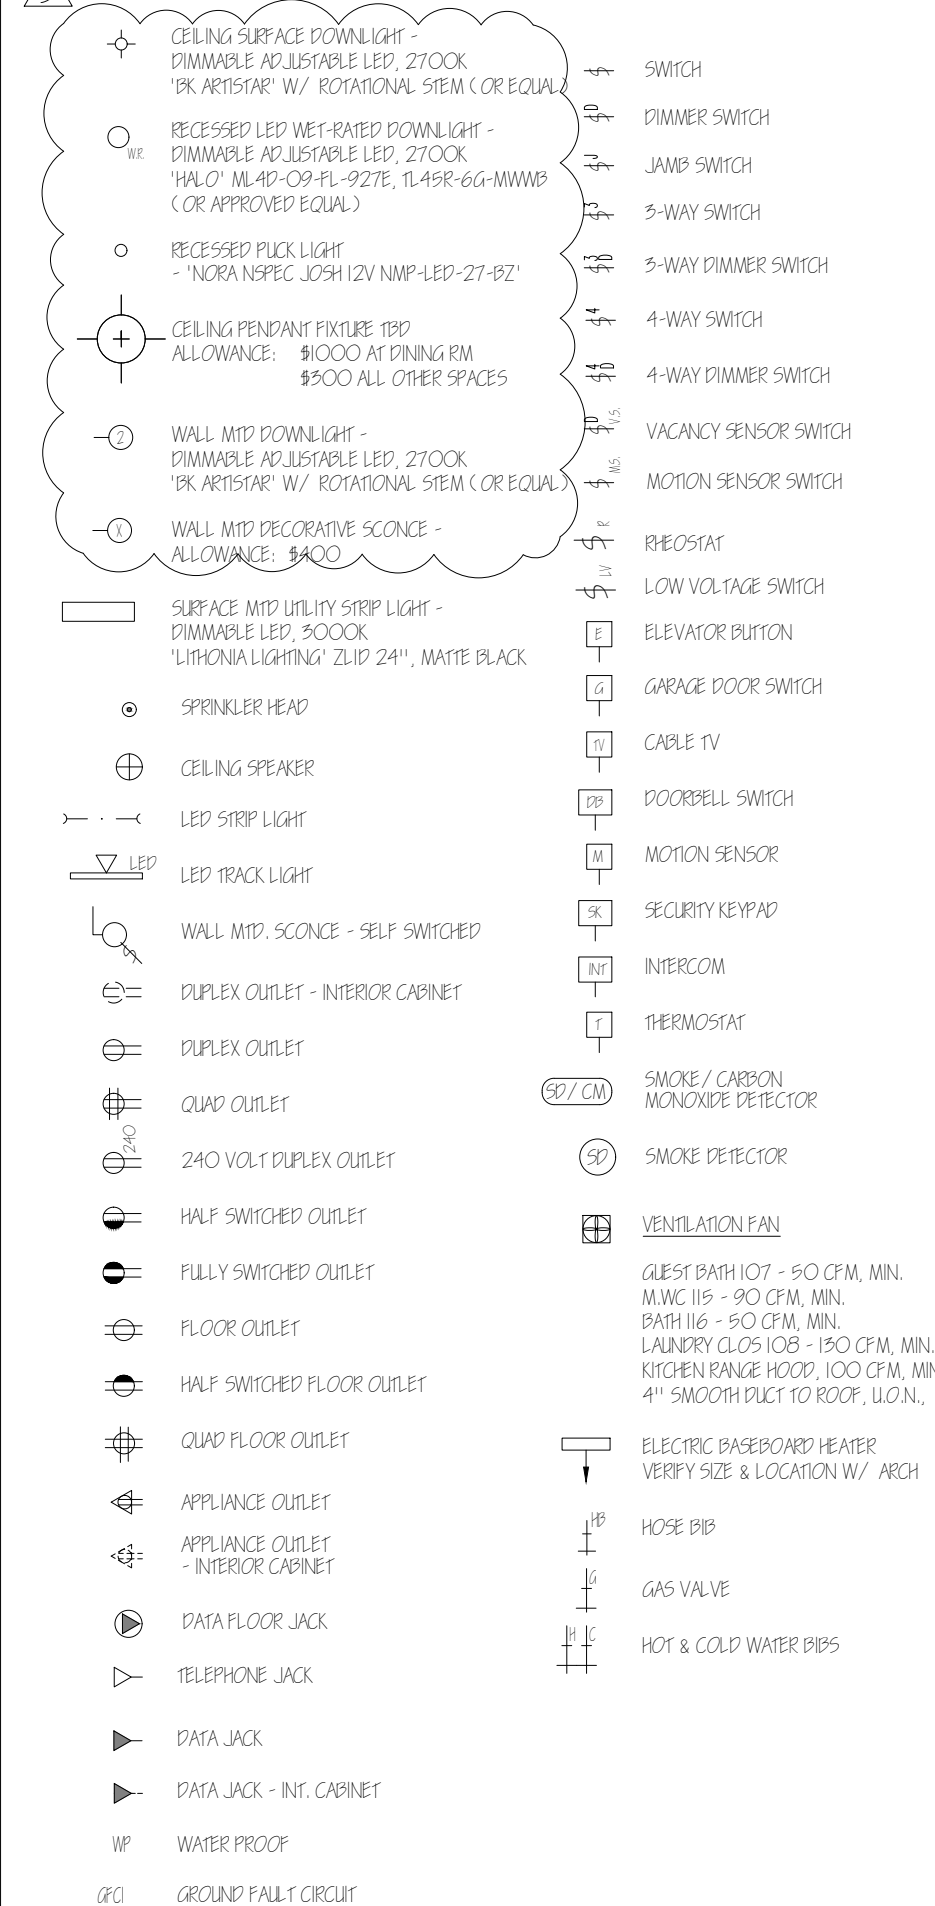 CEILING SURFACE DOWNLIGHT -
DIMMABLE ADJUSTABLE LED, 2700K
'BK ARTISTAR' W/ ROTATIONAL STEM (OR EQUAL)
W.R.
RECESSED LED WET-RATED DOWNLIGHT -
DIMMABLE ADJUSTABLE LED, 2700K
'HALO' ML4D-09-FL-927E, TL45R-6G-MWWB
(OR APPROVED EQUAL)
RECESSED PUCK LIGHT
- 'NORA NSPEC JOSH 12V NMP-LED-27-BZ'
CEILING PENDANT FIXTURE TBD
ALLOWANCE: $1000 AT DINING RM
$300 ALL OTHER SPACES
2
WALL MTD DOWNLIGHT -
DIMMABLE ADJUSTABLE LED, 2700K
'BK ARTISTAR' W/ ROTATIONAL STEM (OR EQUAL)
X
WALL MTD DECORATIVE SCONCE -
ALLOWANCE: $400
SURFACE MTD UTILITY STRIP LIGHT -
DIMMABLE LED, 3000K
'LITHONIA LIGHTING' ZLID 24", MATTE BLACK
SPRINKLER HEAD
CEILING SPEAKER
LED STRIP LIGHT
LED
LED TRACK LIGHT
$
WALL MTD. SCONCE - SELF SWITCHED
DUPLEX OUTLET - INTERIOR CABINET
DUPLEX OUTLET
QUAD OUTLET
240
240 VOLT DUPLEX OUTLET
HALF SWITCHED OUTLET
FULLY SWITCHED OUTLET
FLOOR OUTLET
HALF SWITCHED FLOOR OUTLET
QUAD FLOOR OUTLET
APPLIANCE OUTLET
APPLIANCE OUTLET
- INTERIOR CABINET
DATA FLOOR JACK
TELEPHONE JACK
DATA JACK
DATA JACK - INT. CABINET
WP WATER PROOF
GFCI GROUND FAULT CIRCUIT
$ SWITCH
$ D DIMMER SWITCH
$ J JAMB SWITCH
$ 3 3-WAY SWITCH
$ 3D 3-WAY DIMMER SWITCH
$ 4 4-WAY SWITCH
$ 4D 4-WAY DIMMER SWITCH
$ D V.S. VACANCY SENSOR SWITCH
$ M.S. MOTION SENSOR SWITCH
$ R RHEOSTAT
$ LV LOW VOLTAGE SWITCH
E ELEVATOR BUTTON
G GARAGE DOOR SWITCH
TV CABLE TV
DB DOORBELL SWITCH
M MOTION SENSOR
SK SECURITY KEYPAD
INT INTERCOM
T THERMOSTAT
SD/CM SMOKE/ CARBON
MONOXIDE DETECTOR
SD SMOKE DETECTOR
VENTILATION FAN
GUEST BATH 107 - 50 CFM, MIN.
M.WC 115 - 90 CFM, MIN.
BATH 116 - 50 CFM, MIN.
LAUNDRY CLOS 108 - 130 CFM, MIN.
KITCHEN RANGE HOOD, 100 CFM, MIN
4" SMOOTH DUCT TO ROOF, U.O.N.,
ELECTRIC BASEBOARD HEATER
VERIFY SIZE & LOCATION W/ ARCH
HB HOSE BIB
G GAS VALVE
H C HOT & COLD WATER BIBS